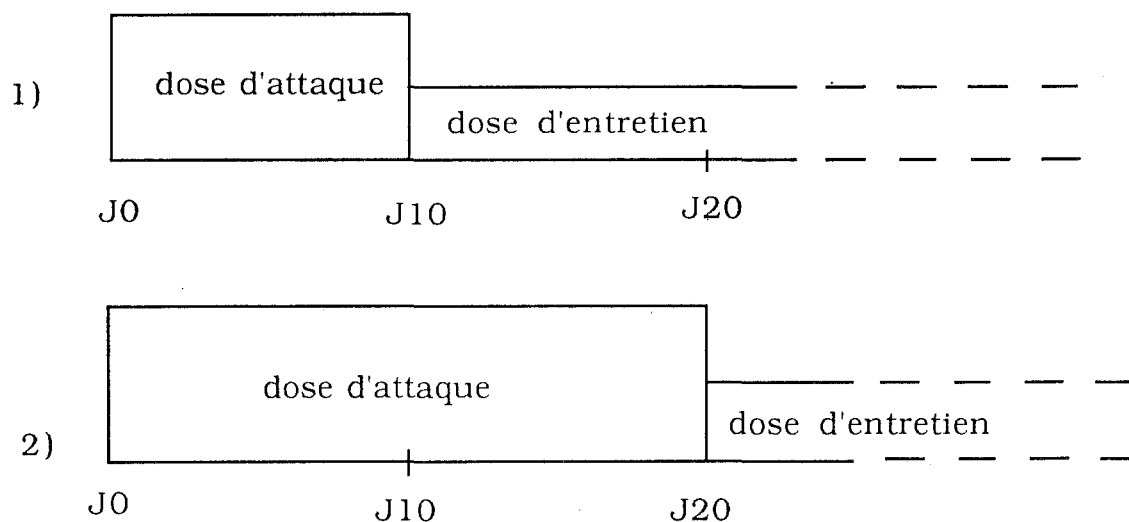 1)
dose d'attaque
dose d'entretien
J0 J10 J20
2)
dose d'attaque
dose d'entretien
J0 J10 J20